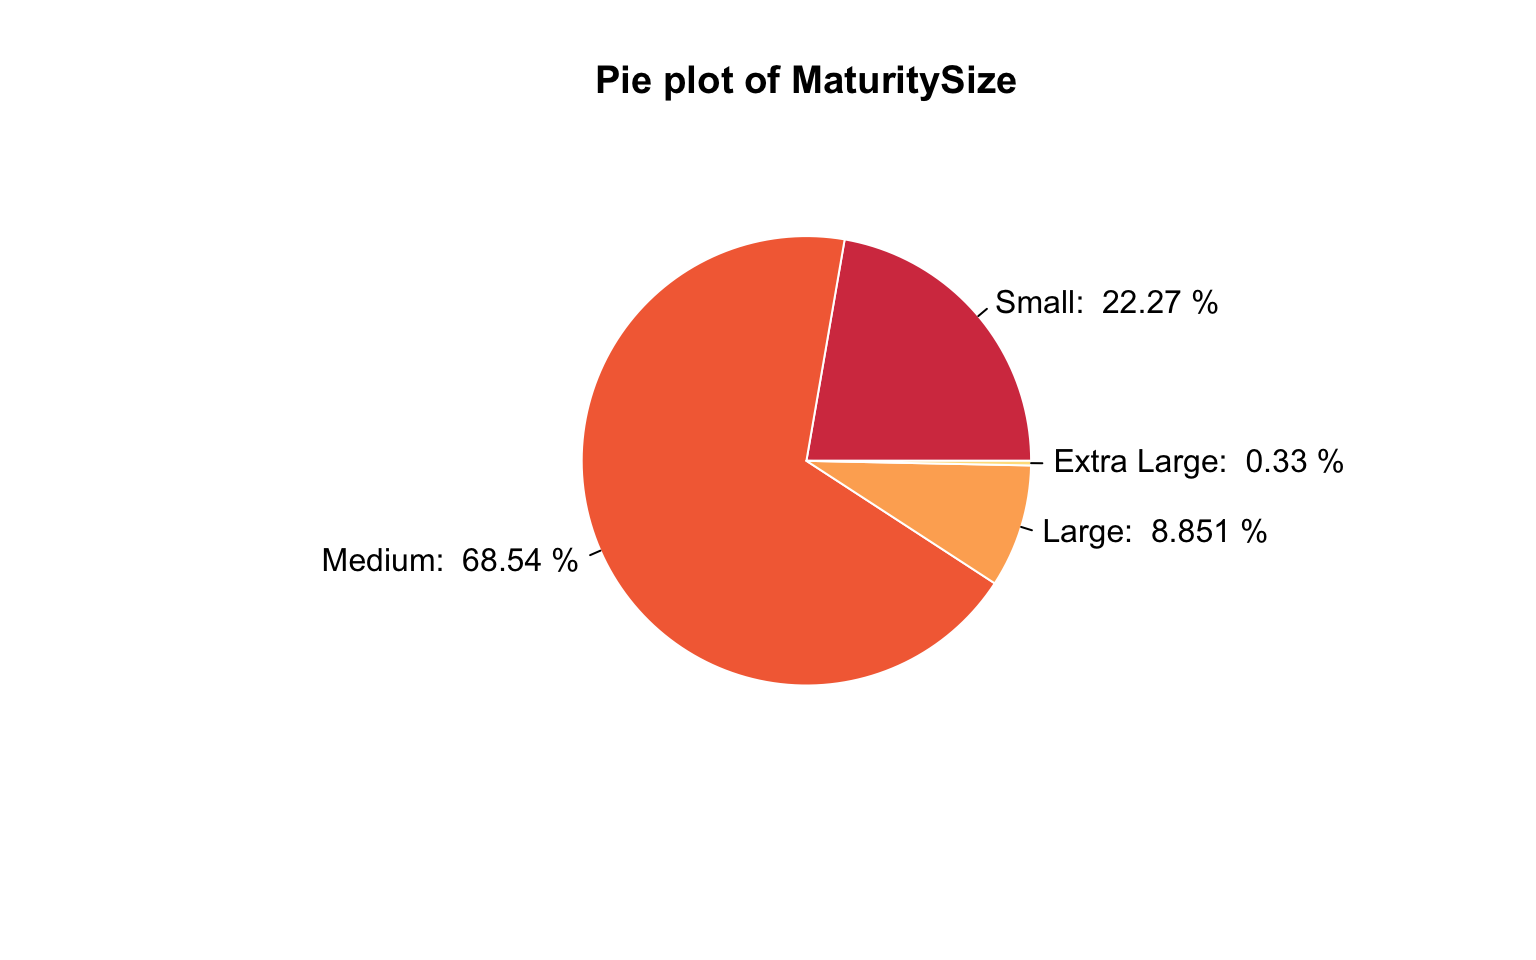 Pie plot of MaturitySize
Small:  22.27 %
Extra Large:  0.33 %
Large:  8.851 %
Medium:  68.54 %